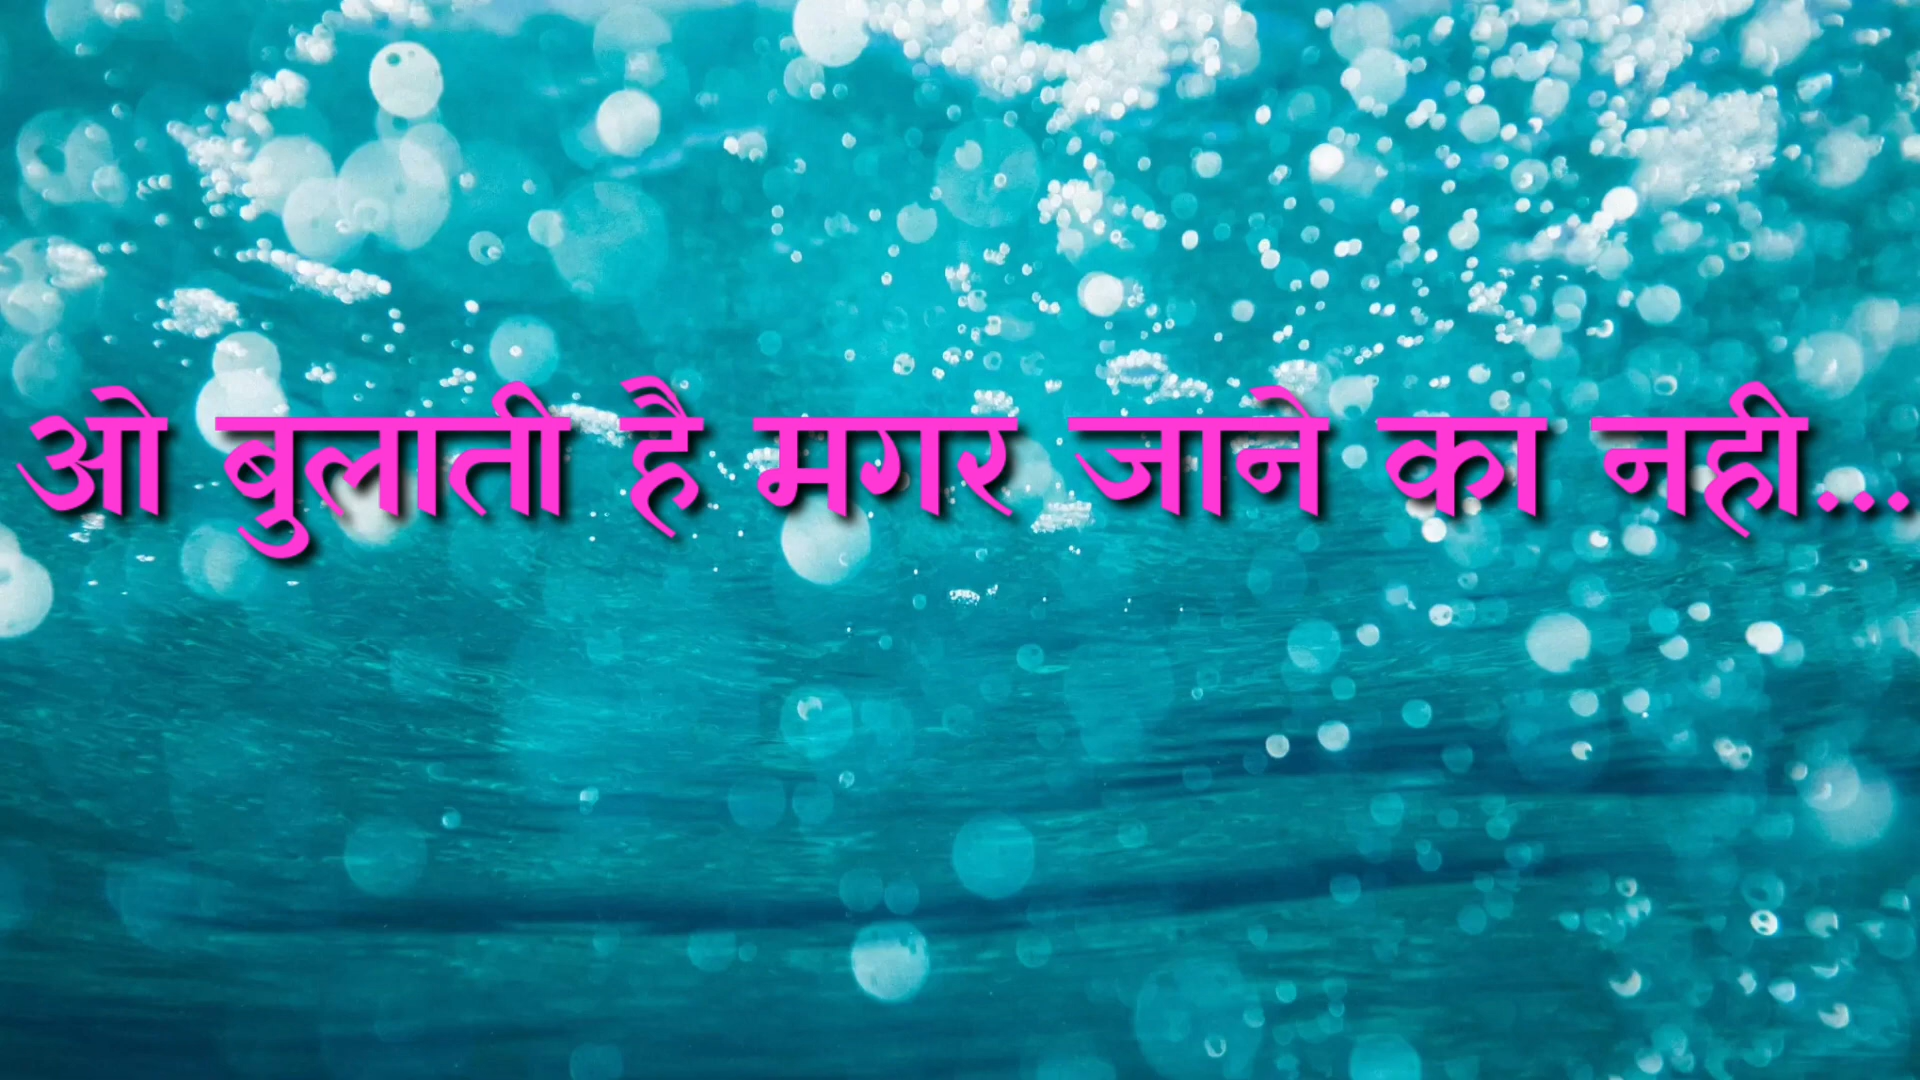 ओ बुलाती है मगर जाने का नही...